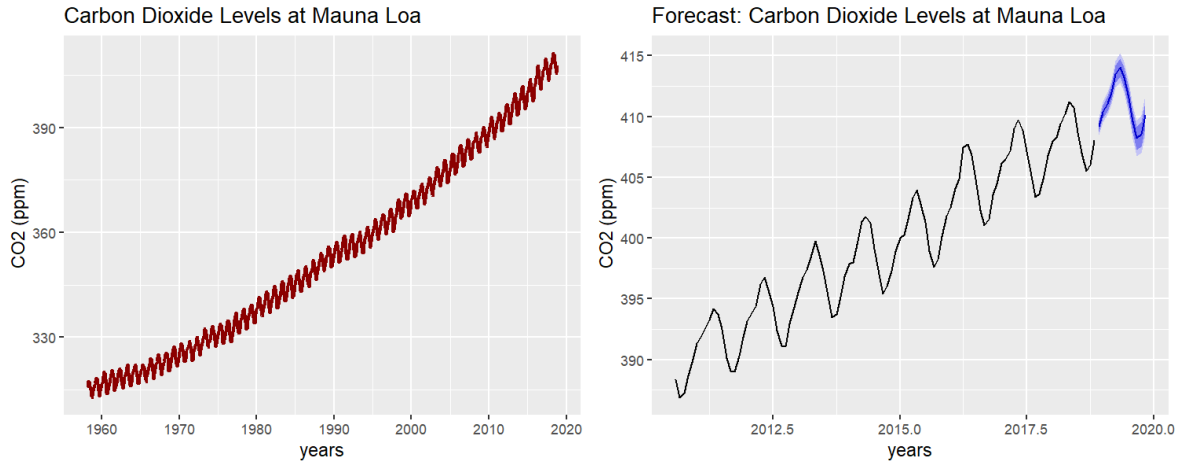 Carbon Dioxide Levels at Mauna Loa
CO2 (ppm)
390
360
330
1960 1970 1980 1990 2000 2010 2020
years
Forecast: Carbon Dioxide Levels at Mauna Loa
CO2 (ppm)
415
410
405
400
395
390
2012.5 2015.0 2017.5 2020.0
years